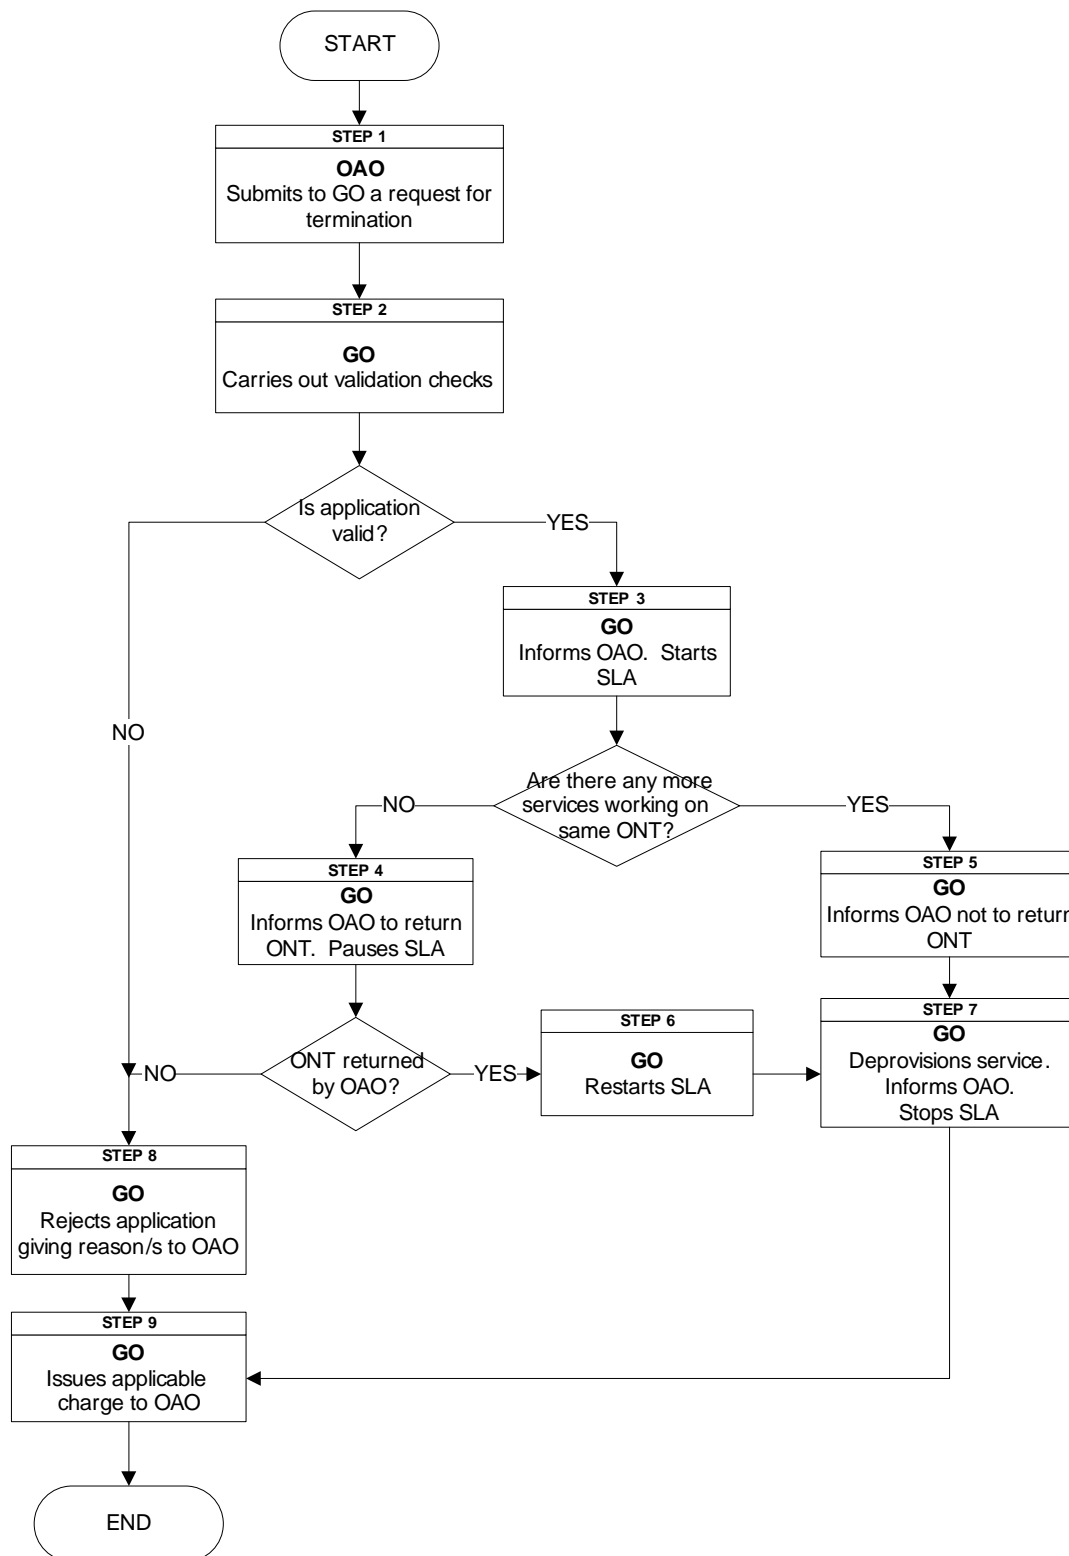 START
STEP 1
OAO
Submits to GO a request for
termination
STEP 2
GO
Carries out validation checks
Is application
valid?
YES
NO
STEP 3
GO
Informs OAO. Starts
SLA
Are there any more
services working on
same ONT?
NO
YES
STEP 4
GO
Informs OAO to return
ONT. Pauses SLA
STEP 5
GO
Informs OAO not to return
ONT
ONT returned
by OAO?
NO
YES
STEP 6
GO
Restarts SLA
STEP 7
GO
Deprovisions service.
Informs OAO.
Stops SLA
STEP 8
GO
Rejects application
giving reason/s to OAO
STEP 9
GO
Issues applicable
charge to OAO
END